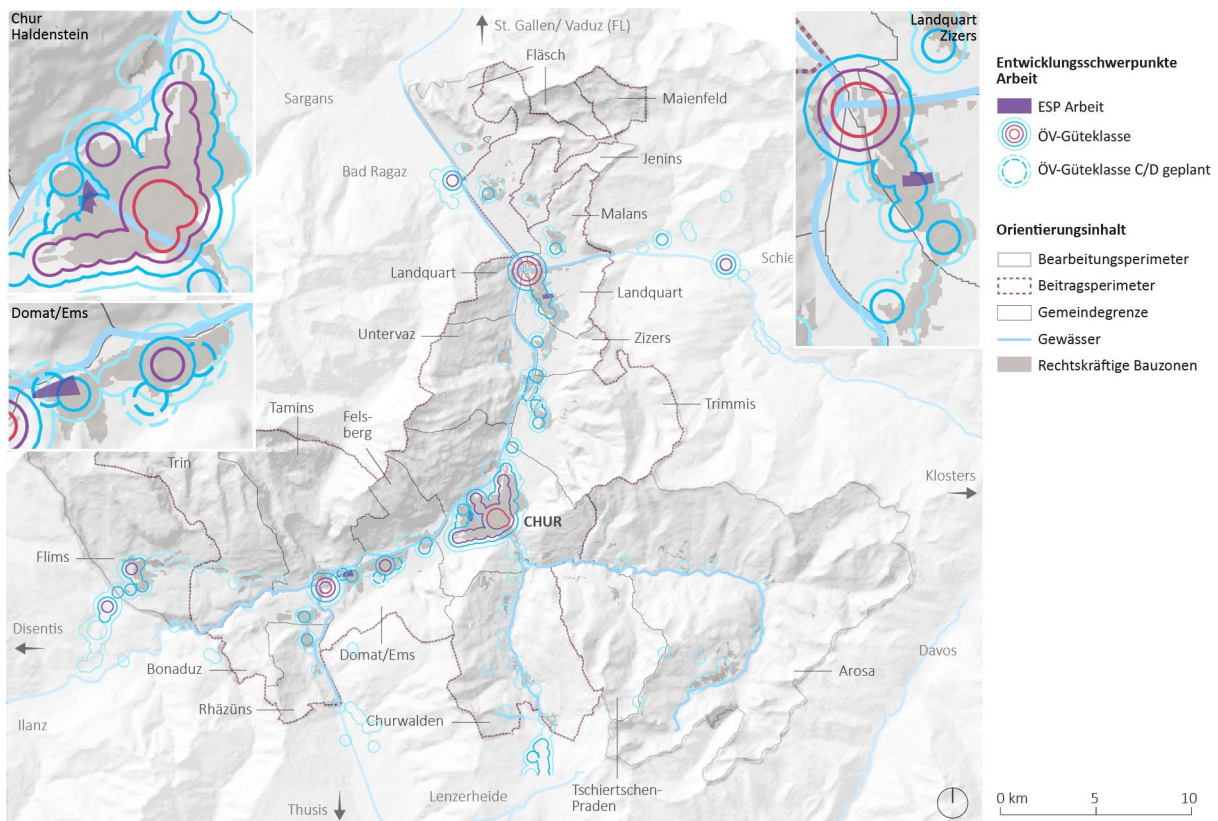 Chur
Haldenstein
St. Gallen/ Vaduz (FL)
Landquart
Zizers
Fläsch
Sargans
Maienfeld
Jenins
Bad Ragaz
Malans
Landquart
Schie
Landquart
Untervaz
Zizers
Domat/Ems
Tamins
Fels-
berg
Trimmis
Trin
Klosters
CHUR
Flims
Disentis
Domat/Ems
Bonaduz
Arosa
Davos
Rhäzüns
Churwalden
Ilanz
Tschiertschen-
Praden
Thusis
Lenzerheide
Entwicklungsschwerpunkte
Arbeit
ESP Arbeit
ÖV-Güteklasse
ÖV-Güteklasse C/D geplant
Orientierungsinhalt
Bearbeitungsperimeter
Beitragsperimeter
Gemeindegrenze
Gewässer
Rechtskräftige Bauzonen
0 km 5 10